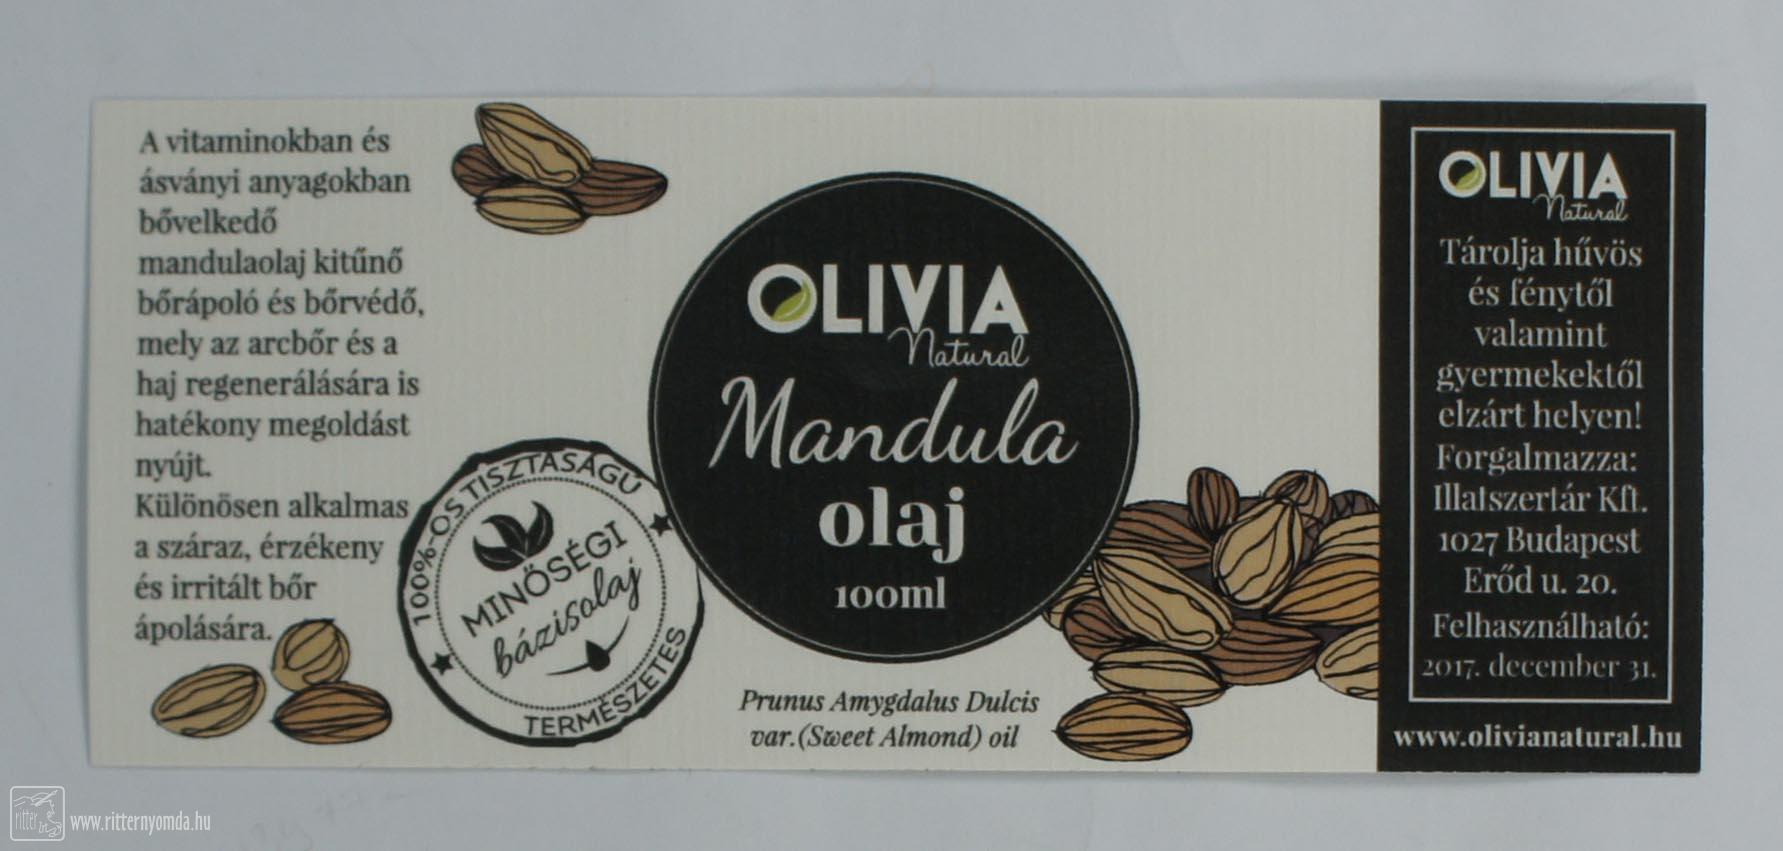 A vitaminokban és
ásványi anyagokban
bővelkedő
mandulaolaj kitűnő
bőrápoló és bőrvédő,
mely az arcbőr és a
haj regenerálására is
hatékony megoldást
nyújt.
Különösen alkalmas
a száraz, érzékeny
és irritált bőr
ápolására.
100%-OS TISZTASÁGÚ
MINŐSÉGI
bázisolaj
TERMÉSZETES
OLIVIA
Natural
Mandula
olaj
100ml
Prunus Amygdalus Dulcis
var.(Sweet Almond) oil
OLIVIA
Natural
Tárolja hűvös
és fénytől
valamint
gyermekektől
elzárt helyen!
Forgalmazza:
Illatszertár Kft.
1027 Budapest
Erőd u. 20.
Felhasználható:
2017. december 31.
www.olivianatural.hu
ritter
www.ritternyomda.hu